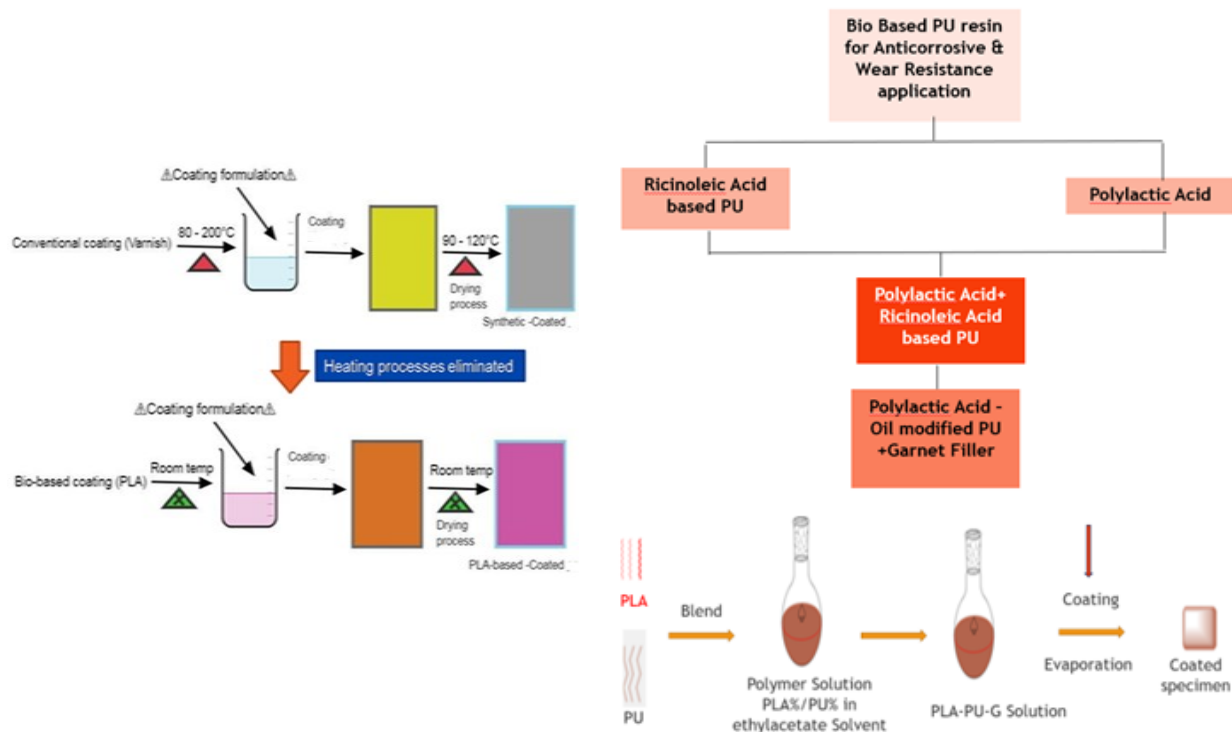 ⚠Coating formulation⚠
Conventional coating (Varnish)
80 - 200°C
Coating
90 - 120°C
Drying
process
Synthetic -Coated
Heating processes eliminated
⚠Coating formulation⚠
Bio-based coating (PLA)
Room temp
Coating
Room temp
Drying
process
PLA-based -Coated
Bio Based PU resin
for Anticorrosive &
Wear Resistance
application
Ricinoleic Acid
based PU
Polylactic Acid
Polylactic Acid+
Ricinoleic Acid
based PU
Polylactic Acid –
Oil modified PU
+Garnet Filler
PLA
PU
Blend
Polymer Solution
PLA%/PU% in
ethylacetate Solvent
PLA-PU-G Solution
Coating
Evaporation
Coated
specimen